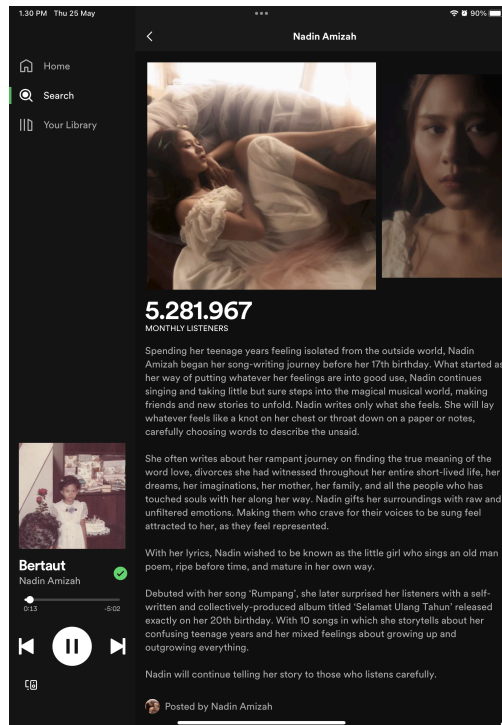 1.30 PM Thu 25 May
90%
Nadin Amizah
Home
Search
Your Library
5.281.967
MONTHLY LISTENERS
Spending her teenage years feeling isolated from the outside world, Nadin
Amizah began her song-writing journey before her 17th birthday. What started as
her way of putting whatever her feelings are into good use, Nadin continues
singing and taking little but sure steps into the magical musical world, making
friends and new stories to unfold. Nadin writes only what she feels. She will lay
whatever feels like a knot on her chest or throat down on a paper or notes,
carefully choosing words to describe the unsaid.
She often writes about her rampant journey on finding the true meaning of the
word love, divorces she had witnessed throughout her entire short-lived life, her
dreams, her imaginations, her mother, her family, and all the people who has
touched souls with her along her way. Nadin gifts her surroundings with raw and
unfiltered emotions. Making them who crave for their voices to be sung feel
attracted to her, as they feel represented.
With her lyrics, Nadin wished to be known as the little girl who sings an old man
poem, ripe before time, and mature in her own way.
Debuted with her song ‘Rumpang’, she later surprised her listeners with a self-
written and collectively-produced album titled ‘Selamat Ulang Tahun’ released
exactly on her 20th birthday. With 10 songs in which she storytells about her
confusing teenage years and her mixed feelings about growing up and
outgrowing everything.
Nadin will continue telling her story to those who listens carefully.
Posted by Nadin Amizah
Bertaut
Nadin Amizah
0:13
-5:02